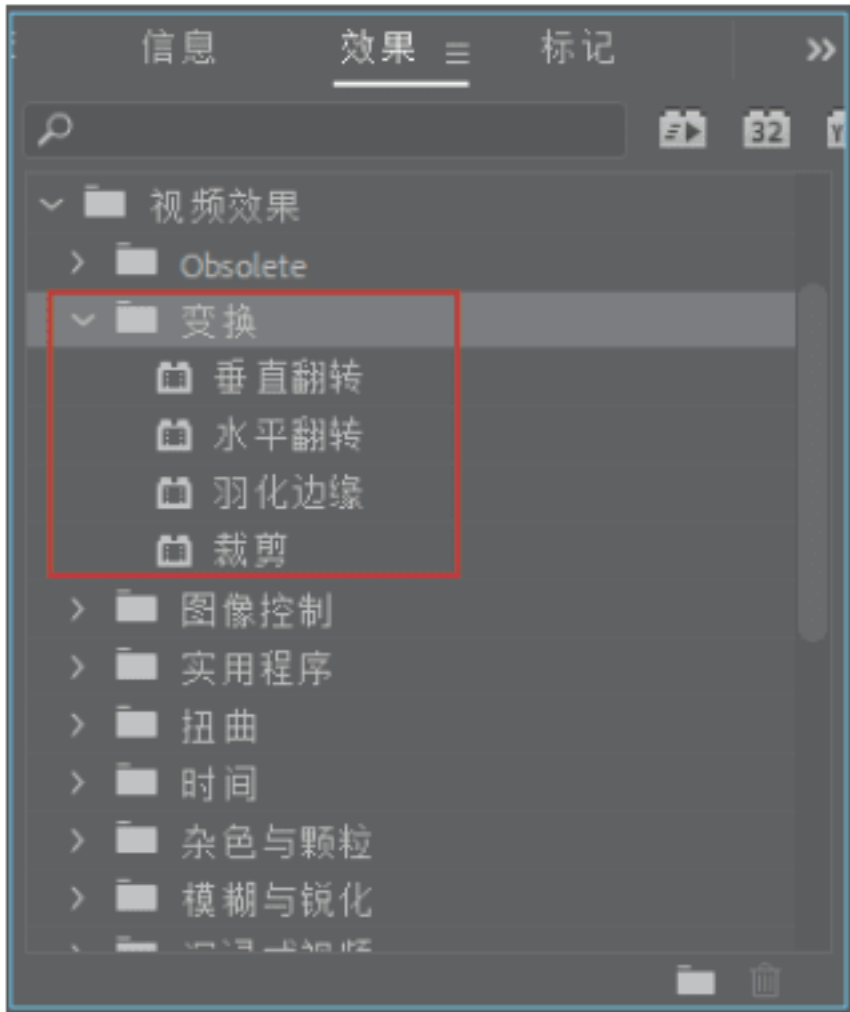 信息 效果 标记
32
视频效果
Obsolete
变换
垂直翻转
水平翻转
羽化边缘
裁剪
图像控制
实用程序
扭曲
时间
杂色与颗粒
模糊与锐化